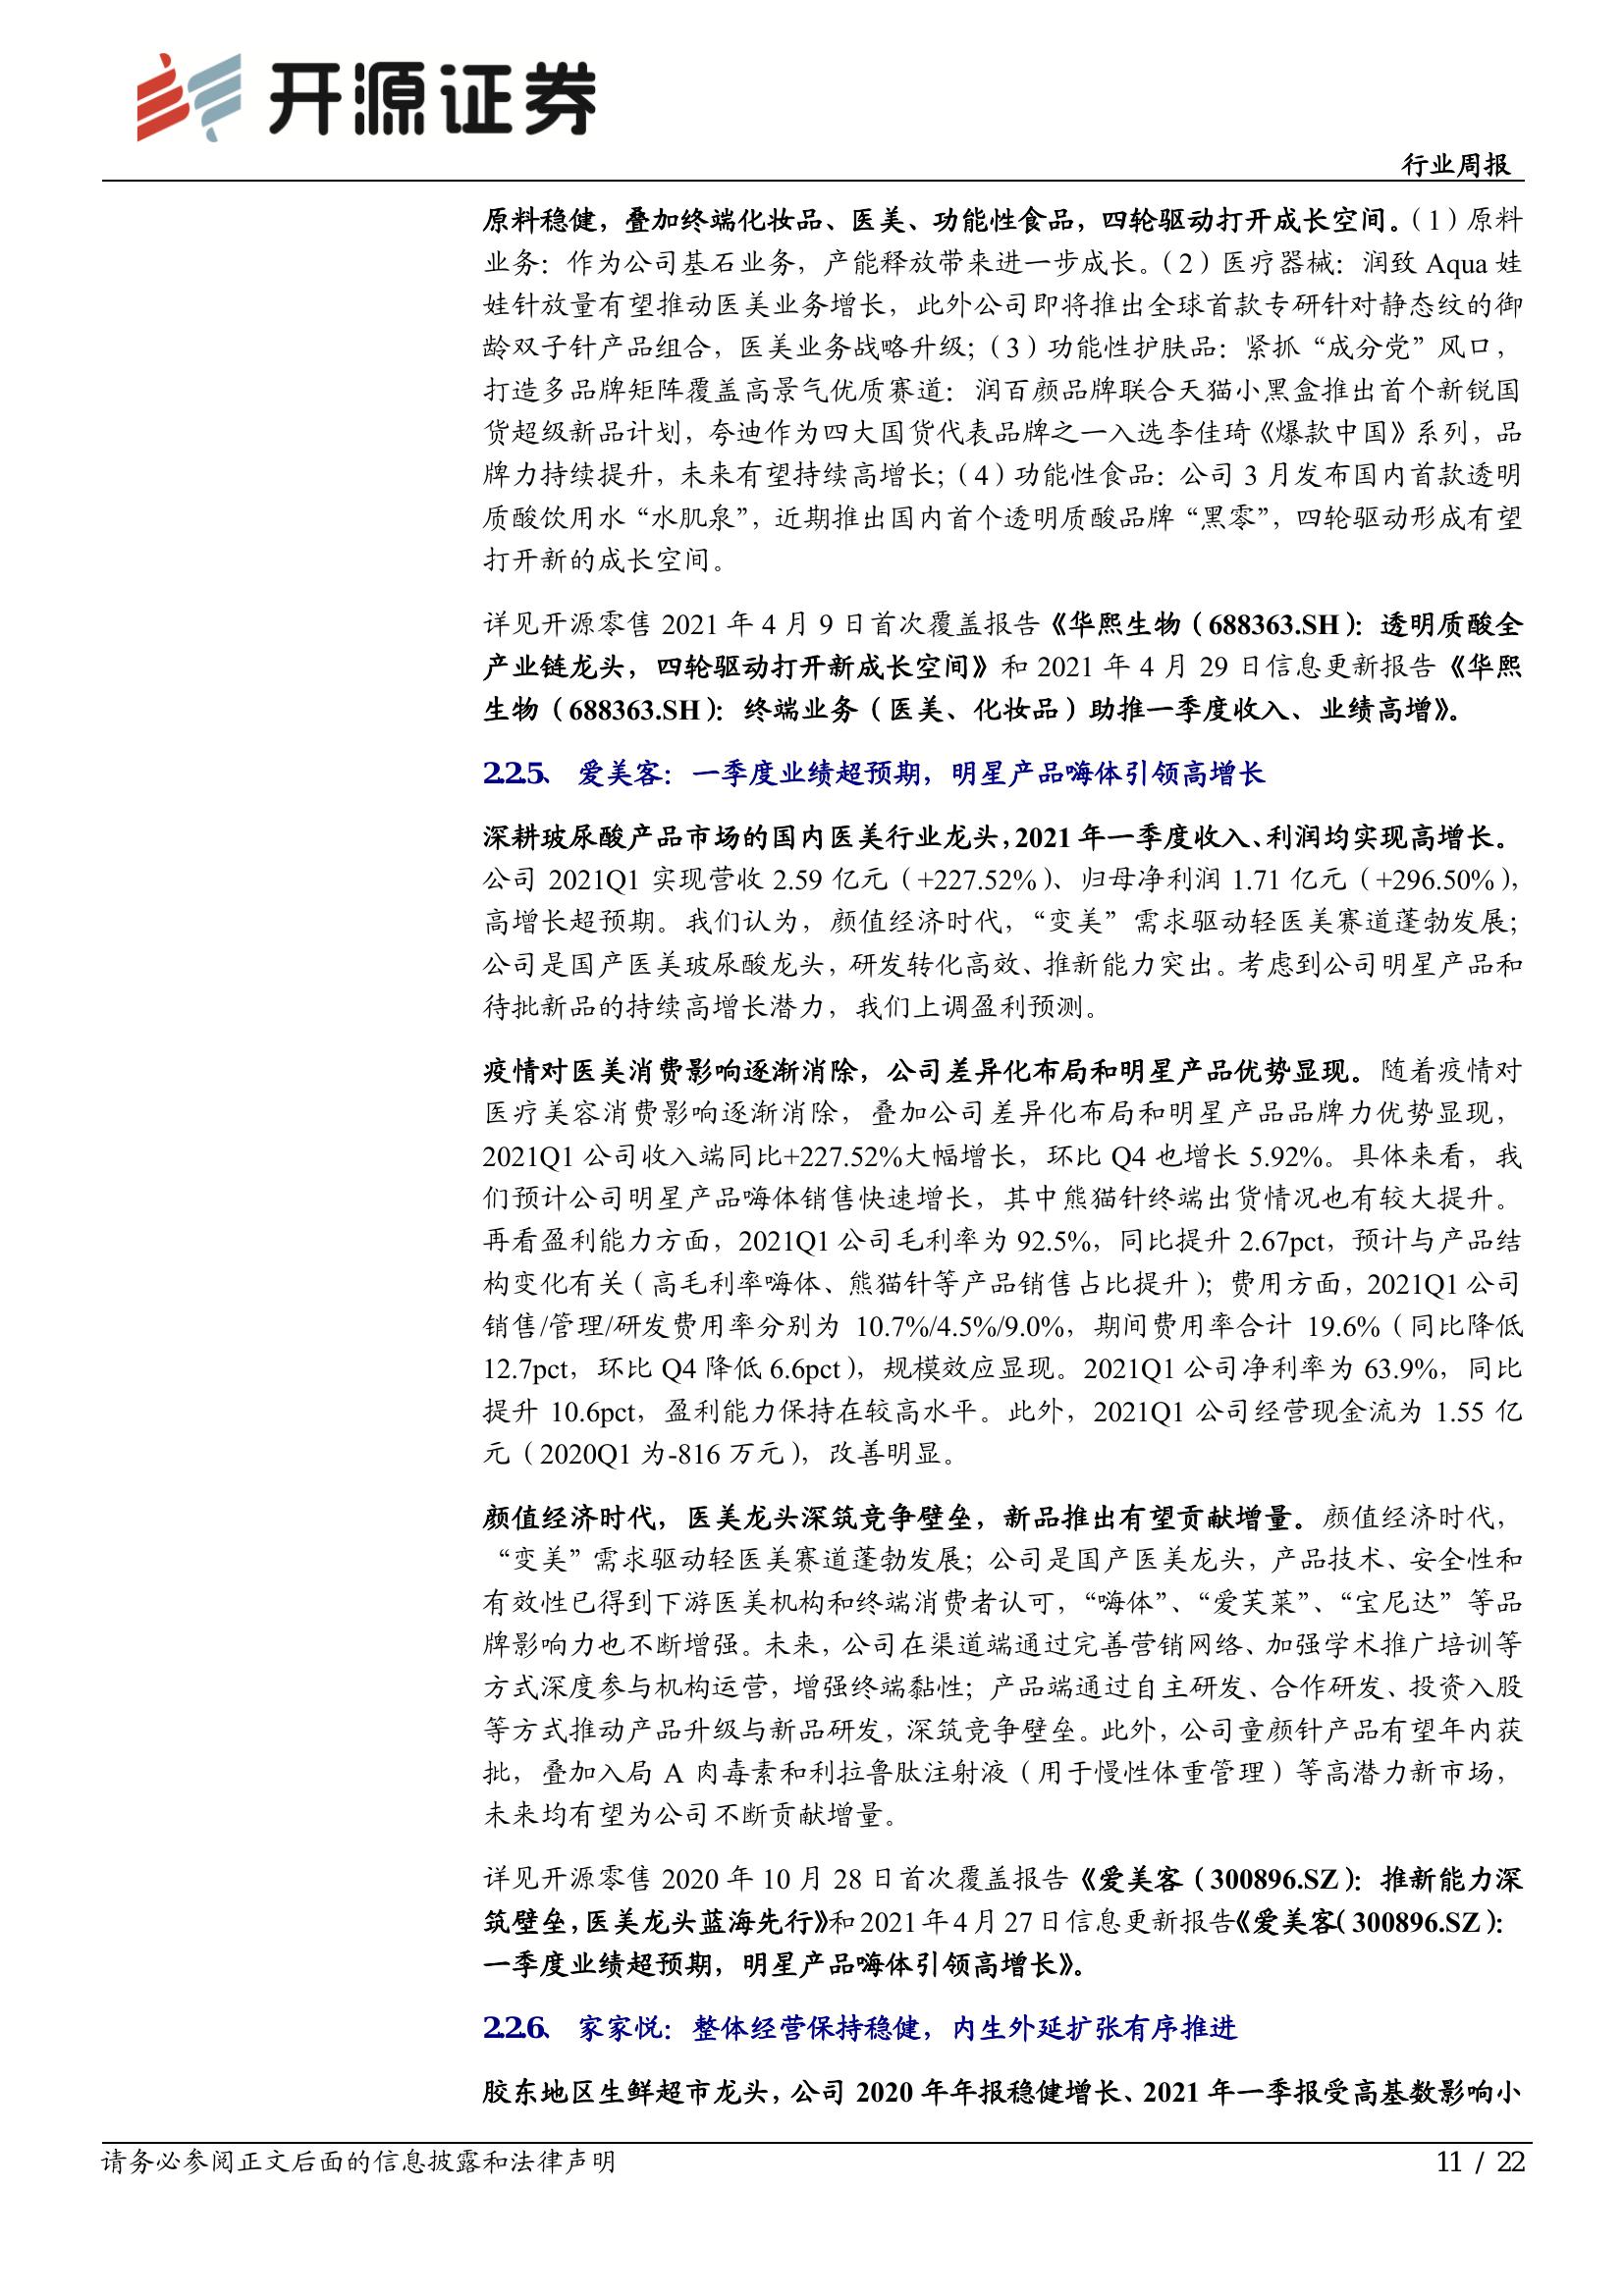 开源证券
行业周报
原料稳健，叠加终端化妆品、医美、功能性食品，四轮驱动打开成长空间。（1）原料
业务：作为公司基石业务，产能释放带来进一步成长。（2）医疗器械：润致 Aqua 娃
娃针放量有望推动医美业务增长，此外公司即将推出全球首款专研针对静态纹的御
龄双子针产品组合，医美业务战略升级；（3）功能性护肤品：紧抓“成分党”风口，
打造多品牌矩阵覆盖高景气优质赛道：润百颜品牌联合天猫小黑盒推出首个新锐国
货超级新品计划，夸迪作为四大国货代表品牌之一入选李佳琦《爆款中国》系列，品
牌力持续提升，未来有望持续高增长；（4）功能性食品：公司 3 月发布国内首款透明
质酸饮用水“水肌泉”，近期推出国内首个透明质酸品牌“黑零”，四轮驱动形成有望
打开新的成长空间。
详见开源零售 2021 年 4 月 9 日首次覆盖报告《华熙生物（688363.SH）：透明质酸全
产业链龙头，四轮驱动打开新成长空间》和 2021 年 4 月 29 日信息更新报告《华熙
生物（688363.SH）：终端业务（医美、化妆品）助推一季度收入、业绩高增》。
2.2.5、 爱美客：一季度业绩超预期，明星产品嗨体引领高增长
深耕玻尿酸产品市场的国内医美行业龙头，2021 年一季度收入、利润均实现高增长。
公司 2021Q1 实现营收 2.59 亿元（+227.52%）、归母净利润 1.71 亿元（+296.50%），
高增长超预期。我们认为，颜值经济时代，“变美”需求驱动轻医美赛道蓬勃发展；
公司是国产医美玻尿酸龙头，研发转化高效、推新能力突出。考虑到公司明星产品和
待批新品的持续高增长潜力，我们上调盈利预测。
疫情对医美消费影响逐渐消除，公司差异化布局和明星产品优势显现。随着疫情对
医疗美容消费影响逐渐消除，叠加公司差异化布局和明星产品品牌力优势显现，
2021Q1 公司收入端同比+227.52%大幅增长，环比 Q4 也增长 5.92%。具体来看，我
们预计公司明星产品嗨体销售快速增长，其中熊猫针终端出货情况也有较大提升。
再看盈利能力方面，2021Q1 公司毛利率为 92.5%，同比提升 2.67pct，预计与产品结
构变化有关（高毛利率嗨体、熊猫针等产品销售占比提升）；费用方面，2021Q1 公司
销售/管理/研发费用率分别为 10.7%/4.5%/9.0%，期间费用率合计 19.6%（同比降低
12.7pct，环比 Q4 降低 6.6pct），规模效应显现。2021Q1 公司净利率为 63.9%，同比
提升 10.6pct，盈利能力保持在较高水平。此外，2021Q1 公司经营现金流为 1.55 亿
元（2020Q1 为-816 万元），改善明显。
颜值经济时代，医美龙头深筑竞争壁垒，新品推出有望贡献增量。颜值经济时代，
“变美”需求驱动轻医美赛道蓬勃发展；公司是国产医美龙头，产品技术、安全性和
有效性已得到下游医美机构和终端消费者认可，“嗨体”、“爱芙莱”、“宝尼达”等品
牌影响力也不断增强。未来，公司在渠道端通过完善营销网络、加强学术推广培训等
方式深度参与机构运营，增强终端黏性；产品端通过自主研发、合作研发、投资入股
等方式推动产品升级与新品研发，深筑竞争壁垒。此外，公司童颜针产品有望年内获
批，叠加入局 A 肉毒素和利拉鲁肽注射液（用于慢性体重管理）等高潜力新市场，
未来均有望为公司不断贡献增量。
详见开源零售 2020 年 10 月 28 日首次覆盖报告《爱美客（300896.SZ）：推新能力深
筑壁垒，医美龙头蓝海先行》和 2021 年 4 月 27 日信息更新报告《爱美客（300896.SZ）：
一季度业绩超预期，明星产品嗨体引领高增长》。
2.2.6、 家家悦：整体经营保持稳健，内生外延扩张有序推进
胶东地区生鲜超市龙头，公司 2020 年年报稳健增长、2021 年一季报受高基数影响小
请务必参阅正文后面的信息披露和法律声明
11 / 22